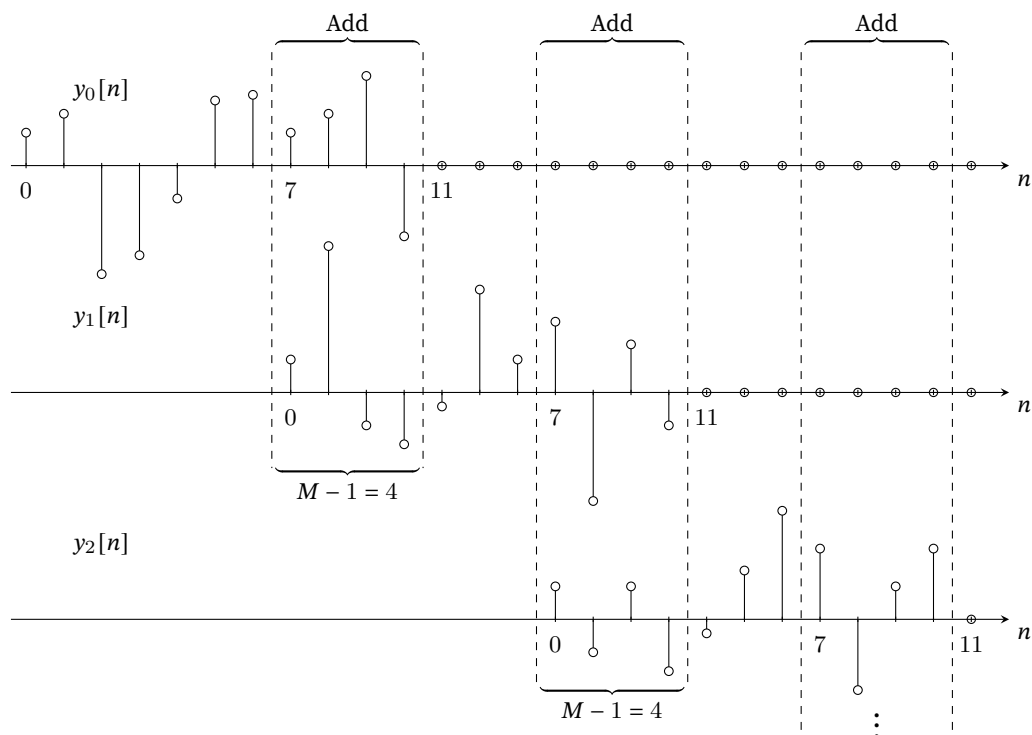 Add Add Add
y₀[n]
0 7 11 n
y₁[n]
0 7 11 n
M − 1 = 4
y₂[n]
0 7 11 n
M − 1 = 4
⋮